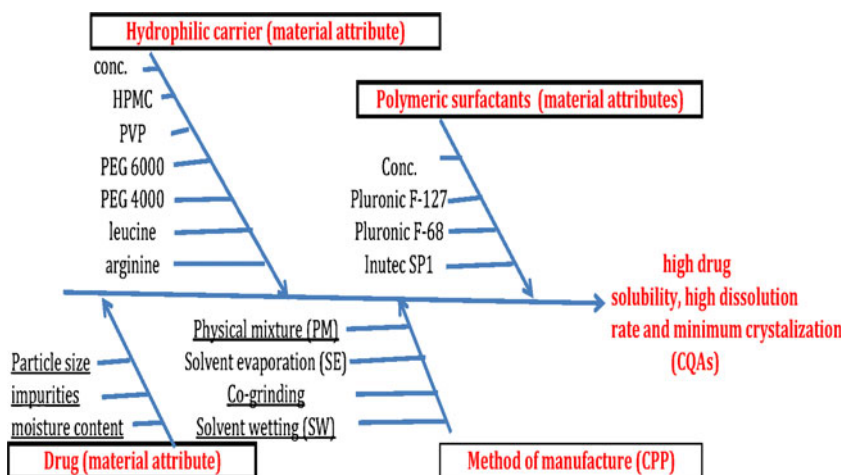 Hydrophilic carrier (material attribute)
conc.
HPMC
PVP
PEG 6000
PEG 4000
leucine
arginine
Polymeric surfactants (material attributes)
Conc.
Pluronic F-127
Pluronic F-68
Inutec SP1
high drug
solubility, high dissolution
rate and minimum crystalization
(CQAs)
Particle size
impurities
moisture content
Drug (material attribute)
Physical mixture (PM)
Solvent evaporation (SE)
Co-grinding
Solvent wetting (SW)
Method of manufacture (CPP)